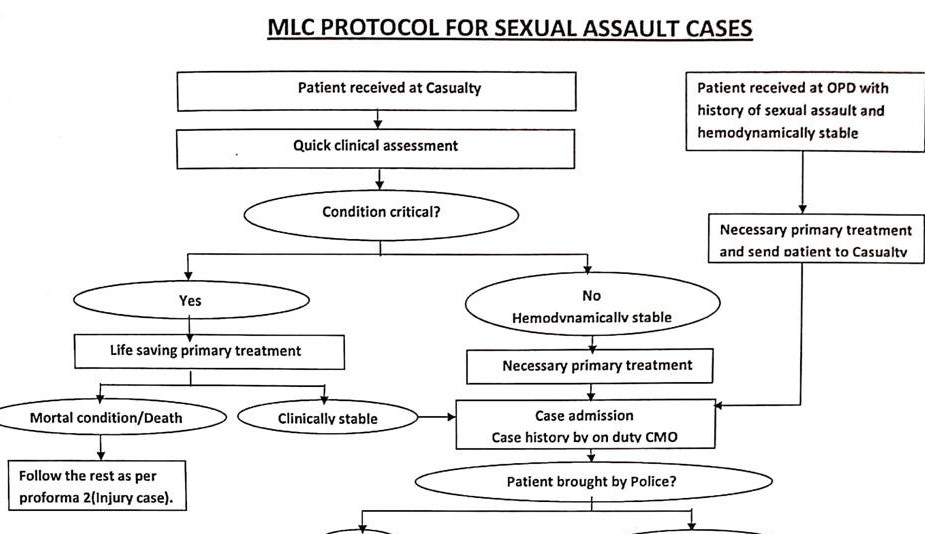 MLC PROTOCOL FOR SEXUAL ASSAULT CASES
Patient received at Casualty
Quick clinical assessment
Condition critical?
Patient received at OPD with
history of sexual assault and
hemodynamically stable
Necessary primary treatment
and send patient to Casualty
Yes
No
Hemodynamically stable
Life saving primary treatment
Necessary primary treatment
Mortal condition/Death
Clinically stable
Case admission
Case history by on duty CMO
Follow the rest as per
proforma 2(Injury case).
Patient brought by Police?